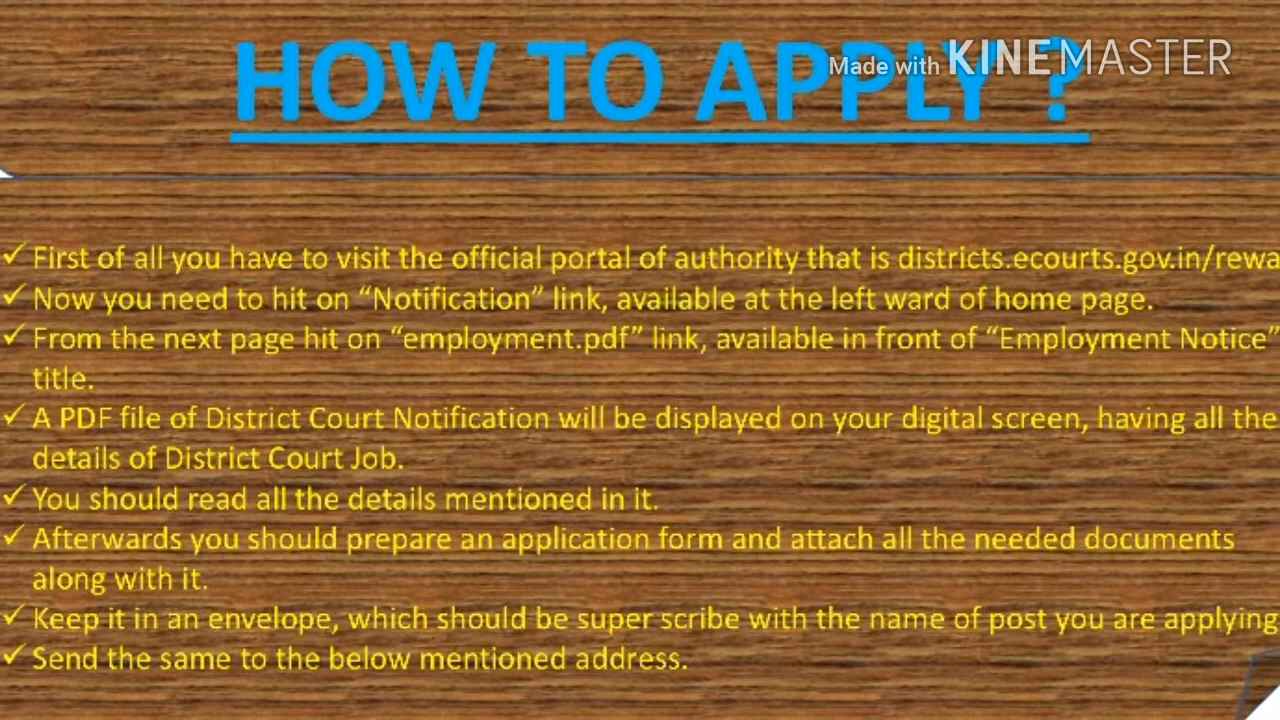 HOW TO APPLY ?
Made with KINEMASTER
✓ First of all you have to visit the official portal of authority that is districts.ecourts.gov.in/rewa
✓ Now you need to hit on “Notification” link, available at the left ward of home page.
✓ From the next page hit on “employment.pdf” link, available in front of “Employment Notice”
title.
✓ A PDF file of District Court Notification will be displayed on your digital screen, having all the
details of District Court Job.
✓ You should read all the details mentioned in it.
✓ Afterwards you should prepare an application form and attach all the needed documents
along with it.
✓ Keep it in an envelope, which should be super scribe with the name of post you are applying
✓ Send the same to the below mentioned address.